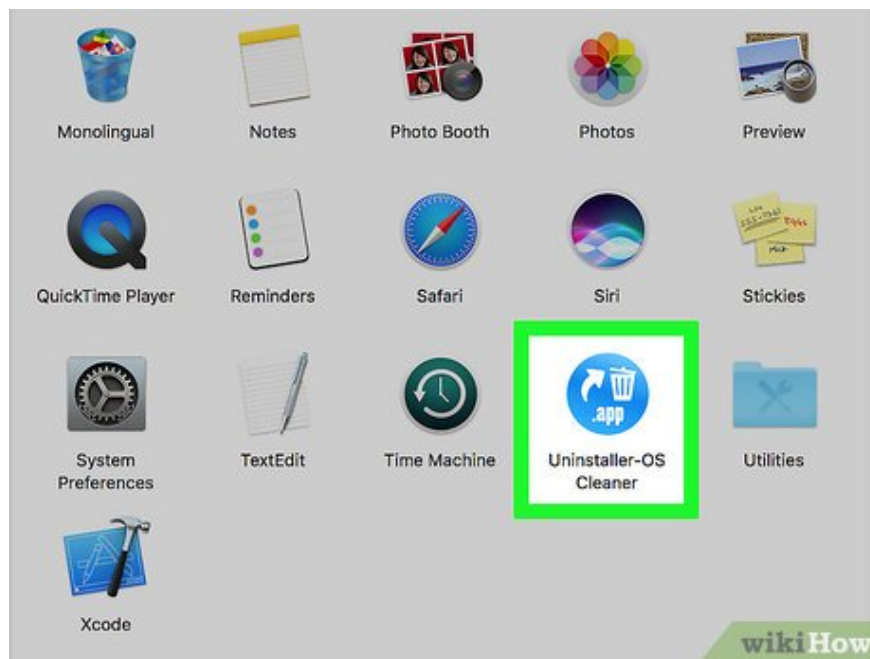 Monolingual
Notes
Photo Booth
Photos
Preview
QuickTime Player
Reminders
Safari
Siri
Stickies
System
Preferences
TextEdit
Time Machine
.app
Uninstaller-OS
Cleaner
Utilities
Xcode
wikiHow